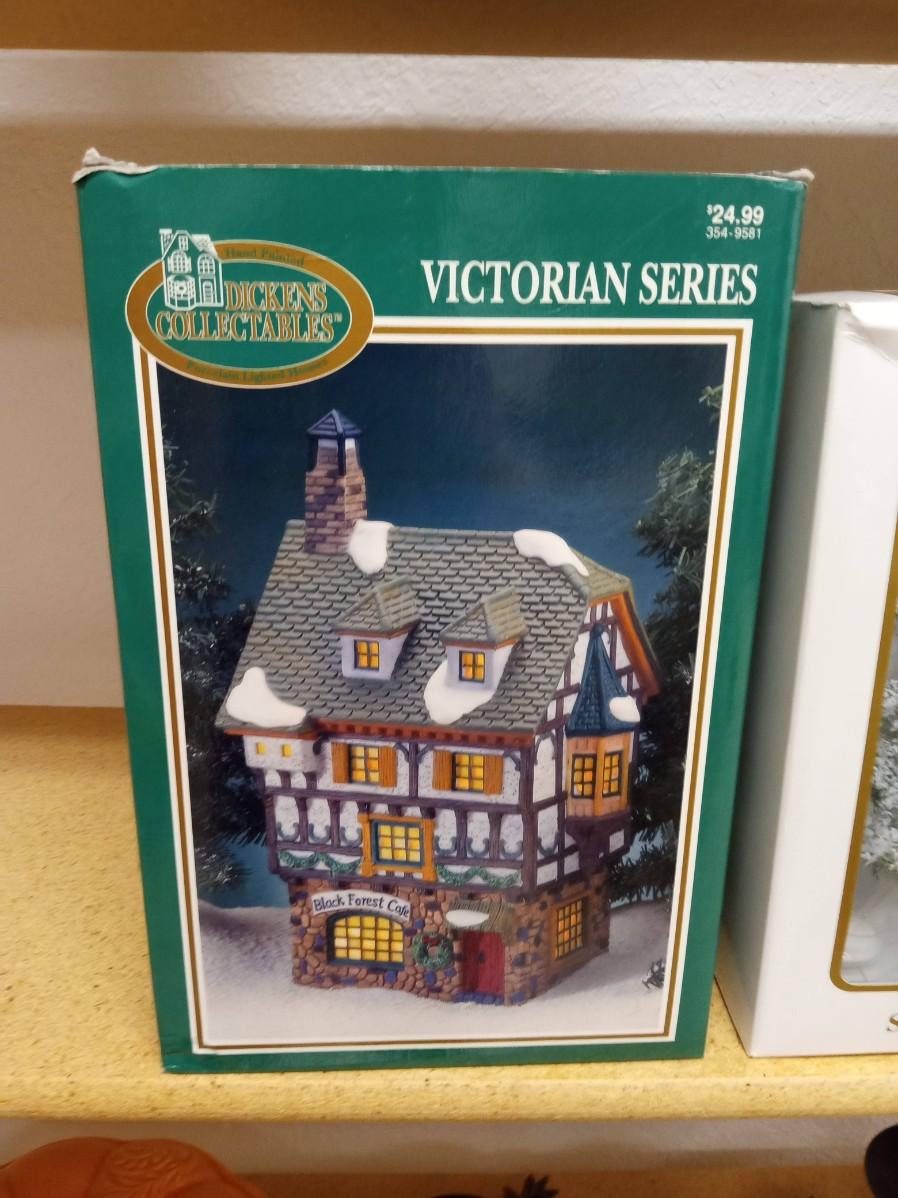 $24.99
354-9581
Hand Painted
DICKENS
COLLECTABLES™
Porcelain Lighted Houses
VICTORIAN SERIES
Black Forest Cafe
S